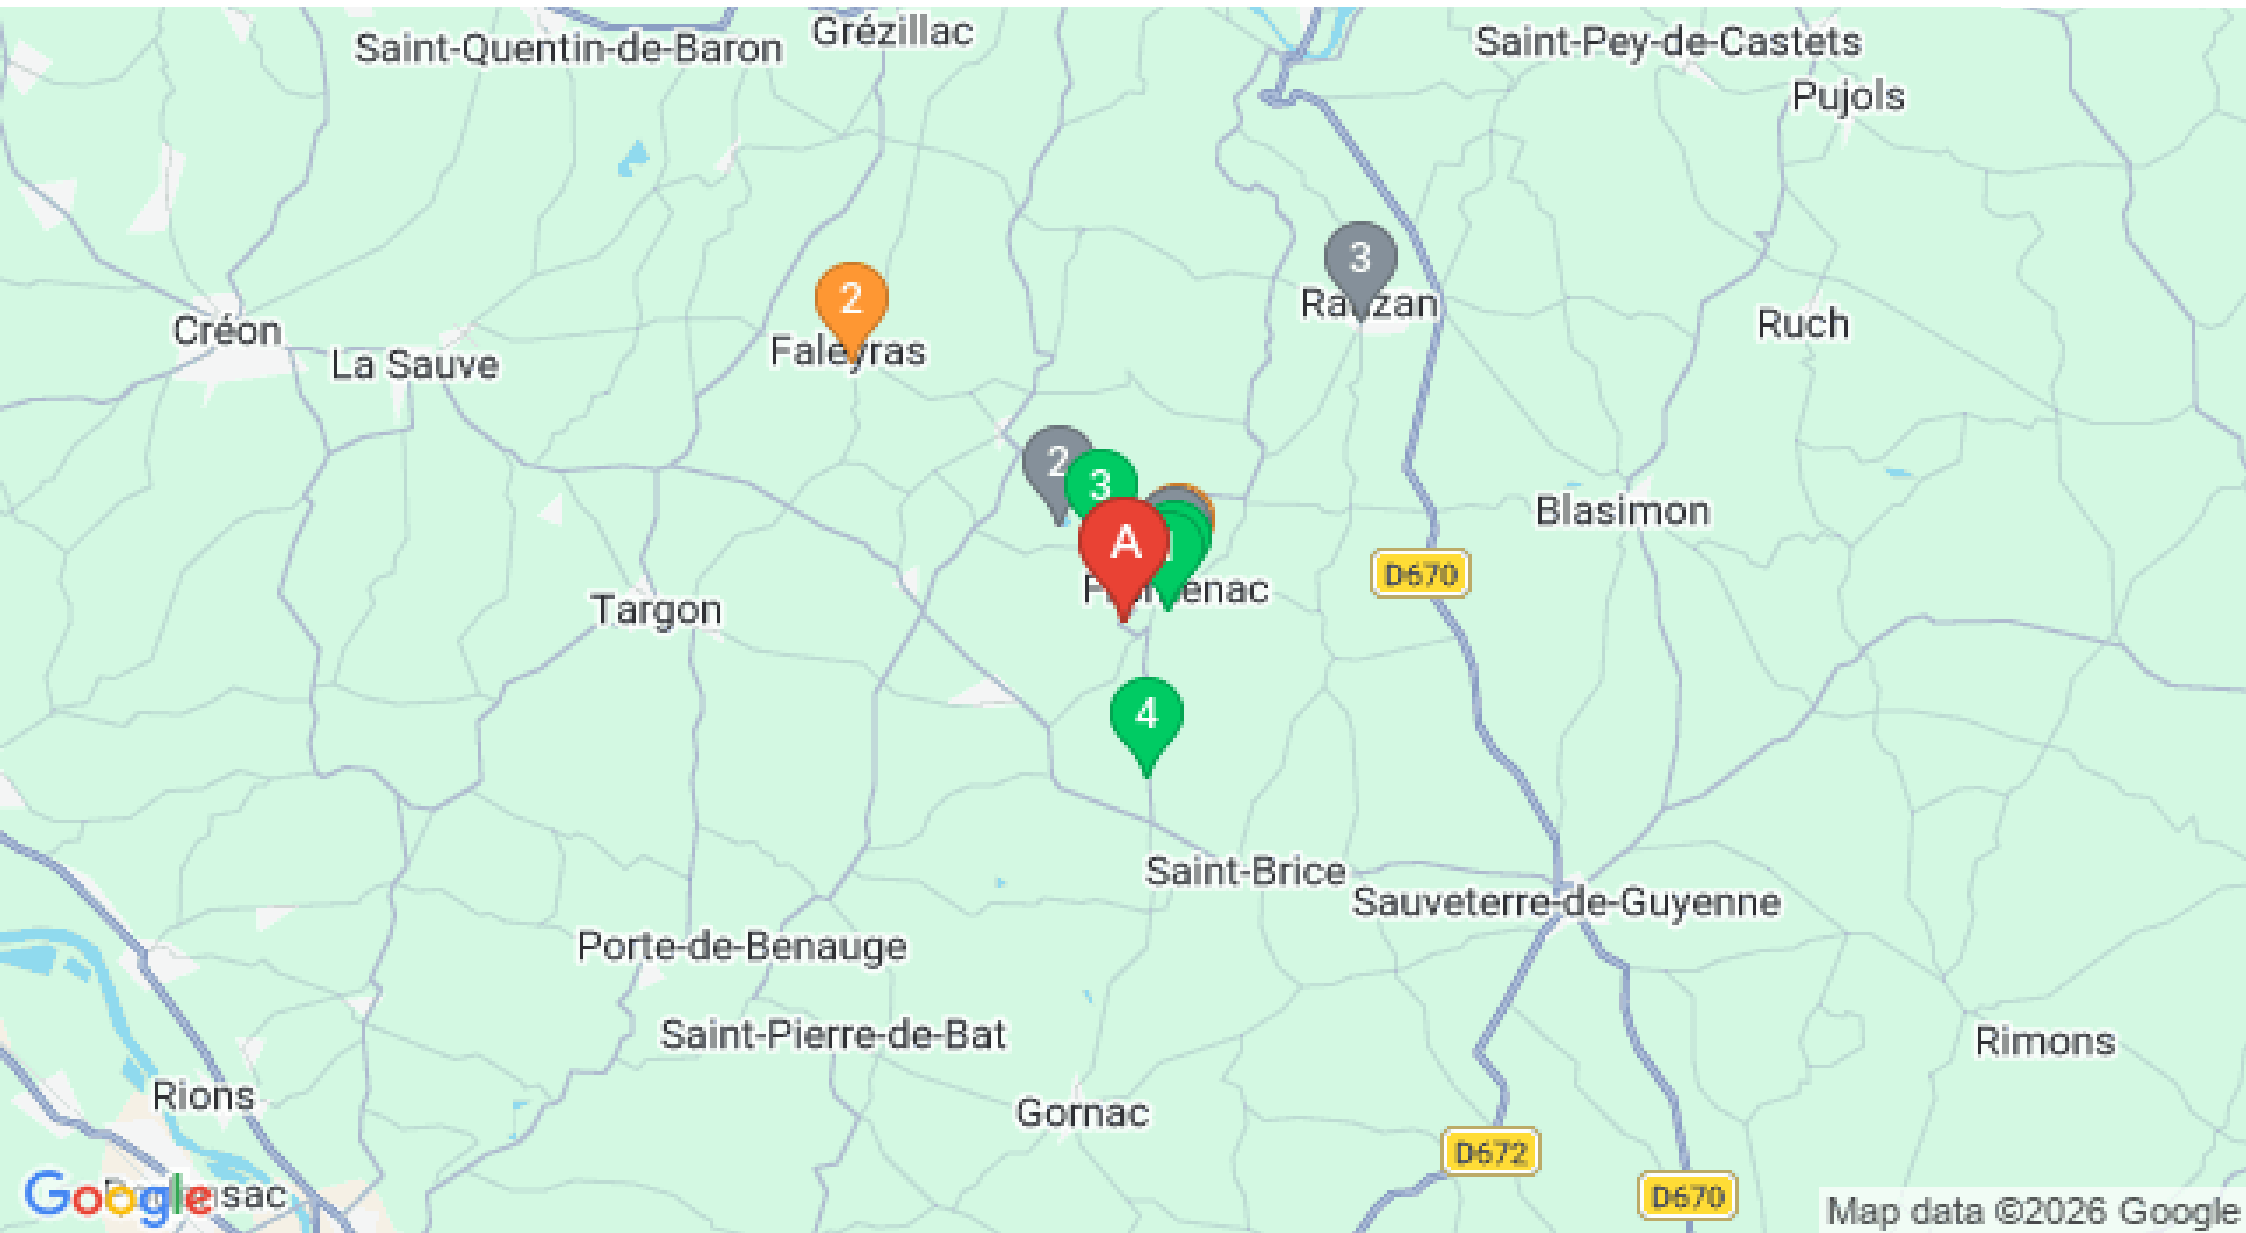 Grézillac
Saint-Quentin-de-Baron
Saint-Pey-de-Castets
Pujols
3
2
Créon
Faleyras
La Sauve
Ruch
2
3
A
Blasimon
D670
Targon
4
Saint-Brice
Sauveterre-de-Guyenne
Porte-de-Benauge
Saint-Pierre-de-Bat
Rimons
Rions
Gornac
D672
D670
Google
Map data ©2026 Google